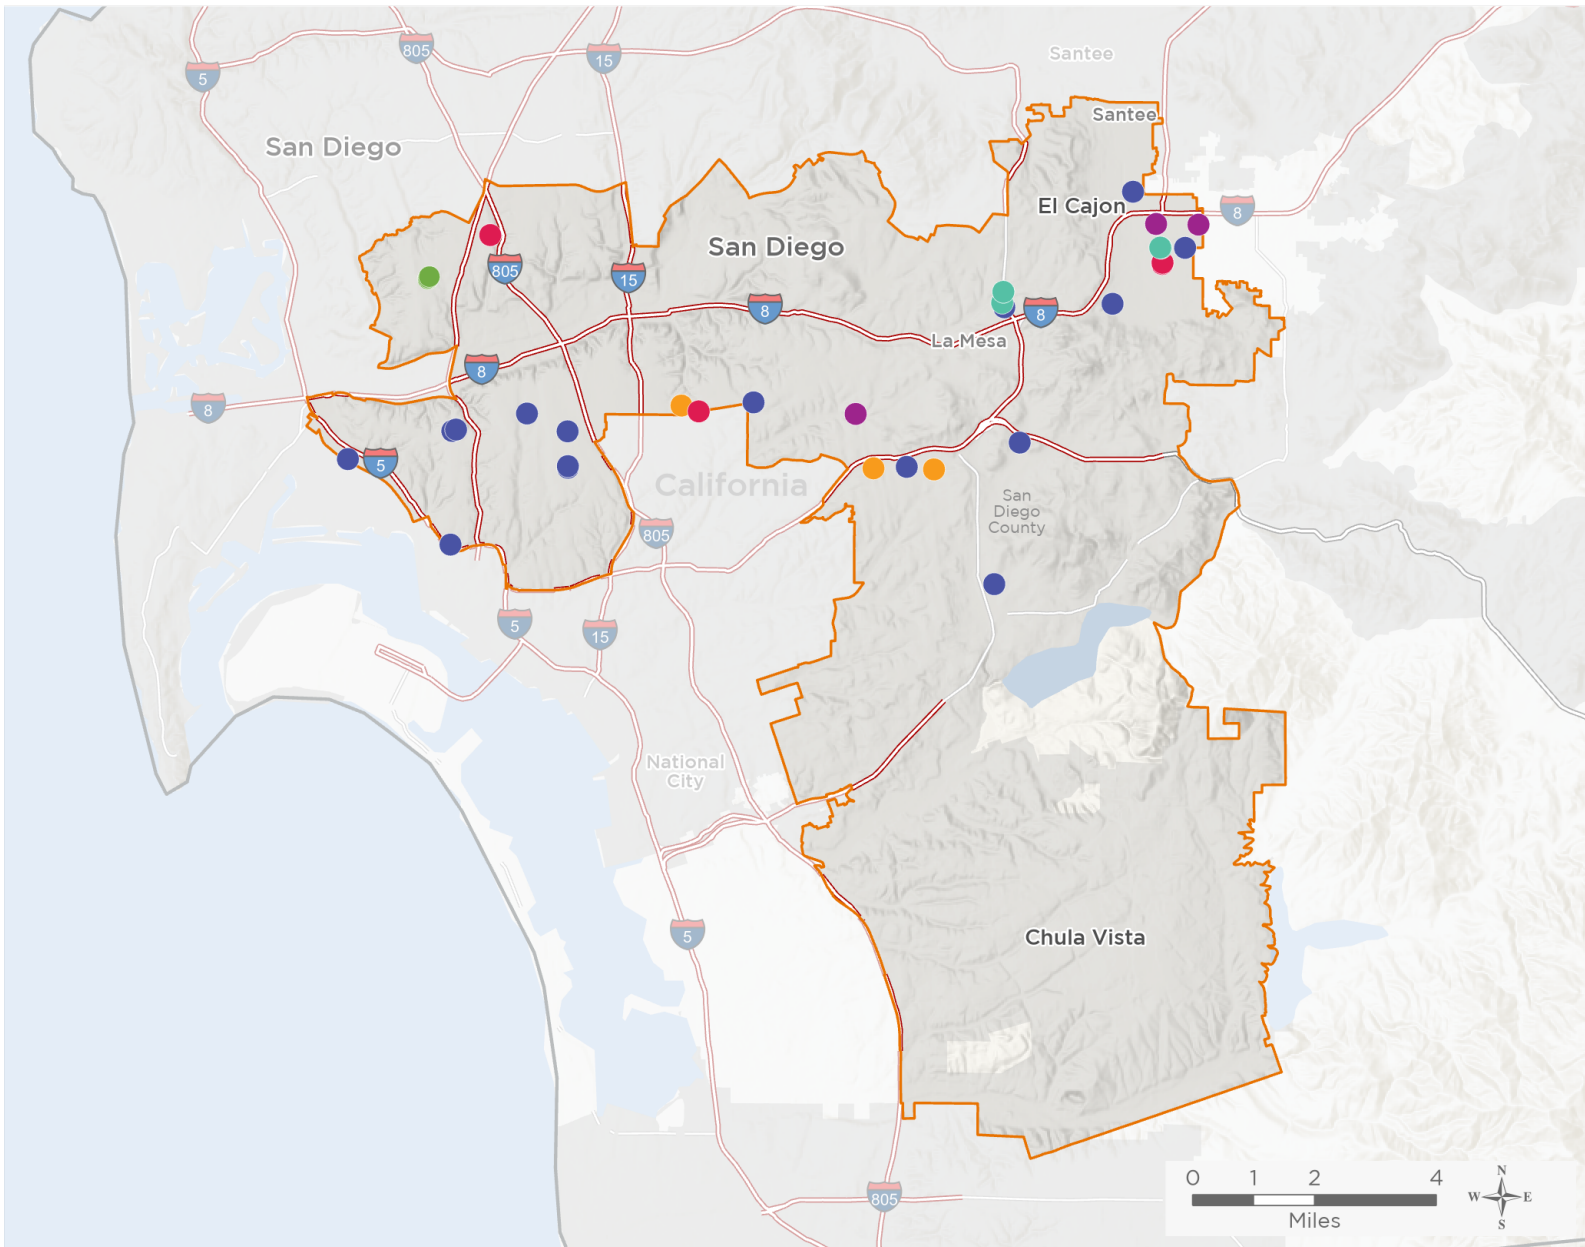 805
15
5
Santee
Santee
San Diego
El Cajon
8
San Diego
805
15
8
8
La Mesa
8
8
5
California
San
Diego
County
805
5
15
National
City
5
Chula Vista
805
0 1 2 4
Miles
N
W E
S